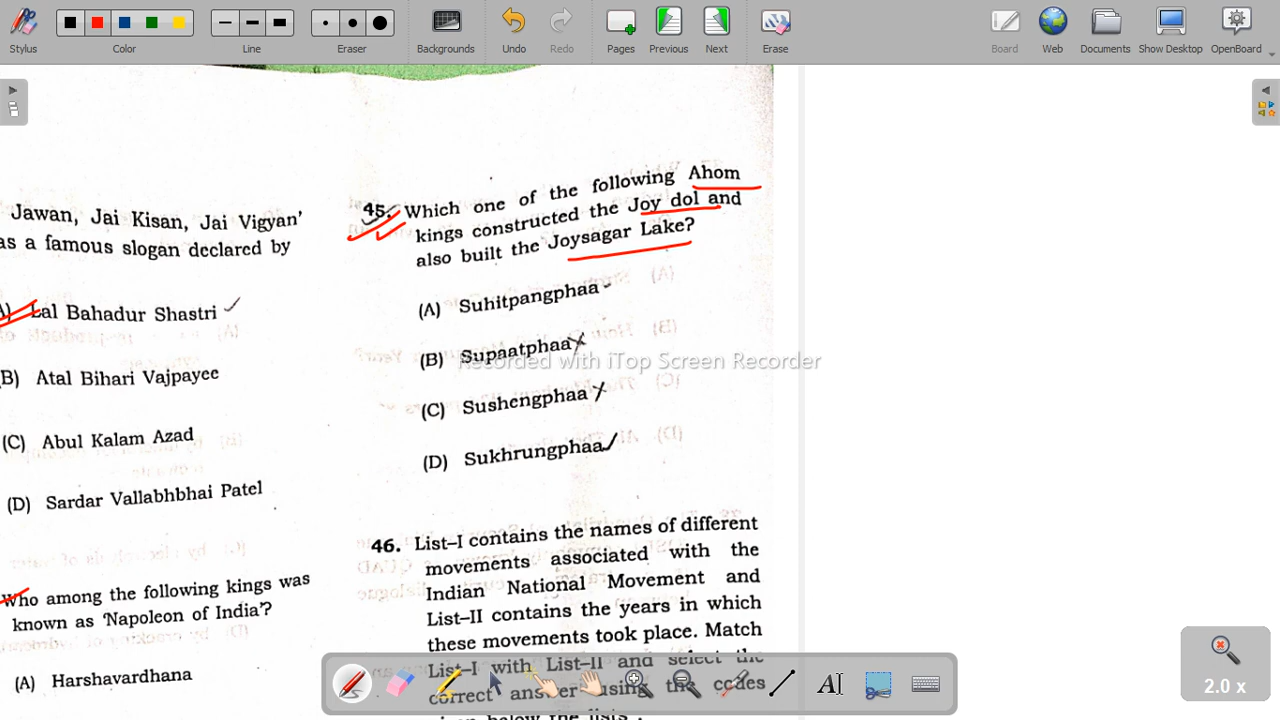 Stylus
Color
Line
Eraser
Backgrounds
Undo
Redo
Pages
Previous
Next
Erase
Board
Web
Documents
Show Desktop
OpenBoard
Jawan, Jai Kisan, Jai Vigyan'
as a famous slogan declared by
A) Lal Bahadur Shastri
B) Atal Bihari Vajpayee
(C) Abul Kalam Azad
(D) Sardar Vallabhbhai Patel
Who among the following kings was
known as 'Napoleon of India'?
(A) Harshavardhana
45. Which one of the following Ahom
kings constructed the Joy dol and
also built the Joysagar Lake?
(A) Suhitpangphaa
(B) Supaatphaa
(C) Sushengphaa
(D) Sukhrungphaa
46. List–I contains the names of different
movements associated with the
Indian National Movement and
List–II contains the years in which
these movements took place. Match
List–I with List–II and select the
correct answer using the codes
given below the lists :
Recorded with iTop Screen Recorder
AI
2.0 x